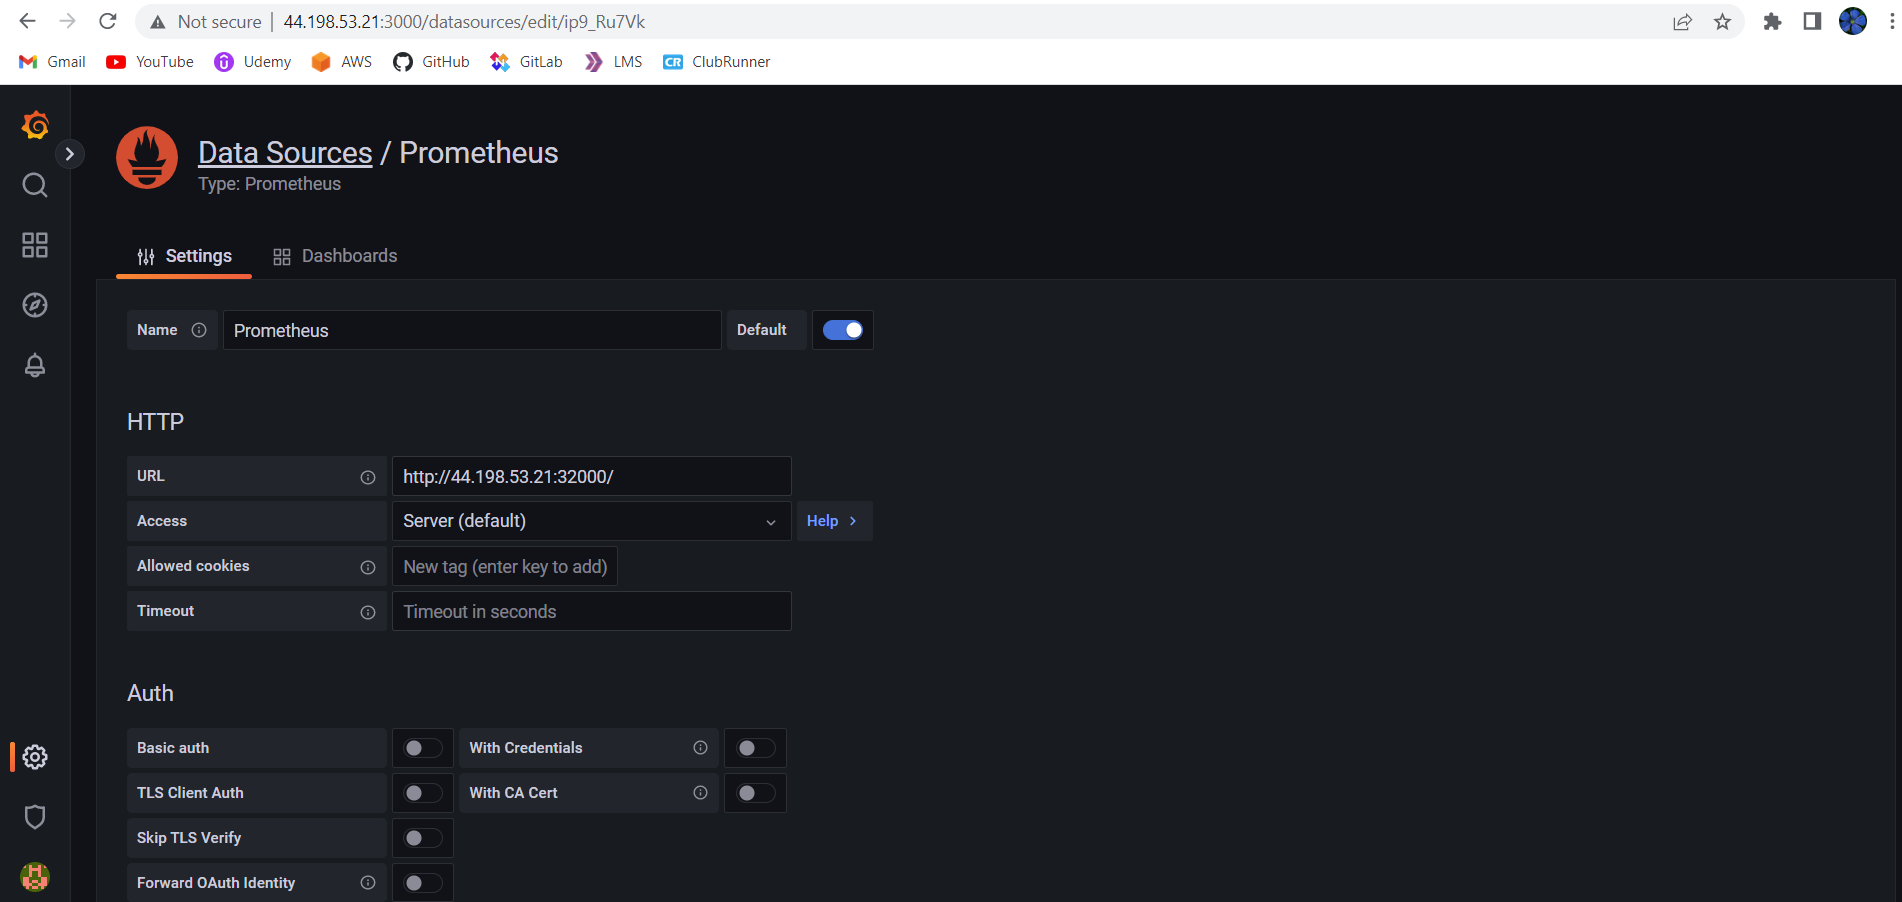 Not secure | 44.198.53.21:3000/datasources/edit/ip9_Ru7Vk
Gmail YouTube Udemy AWS GitHub GitLab LMS CR ClubRunner
Data Sources / Prometheus
Type: Prometheus
Settings Dashboards
Name Prometheus Default
HTTP
URL http://44.198.53.21:32000/
Access Server (default) Help
Allowed cookies New tag (enter key to add)
Timeout Timeout in seconds
Auth
Basic auth With Credentials
TLS Client Auth With CA Cert
Skip TLS Verify
Forward OAuth Identity